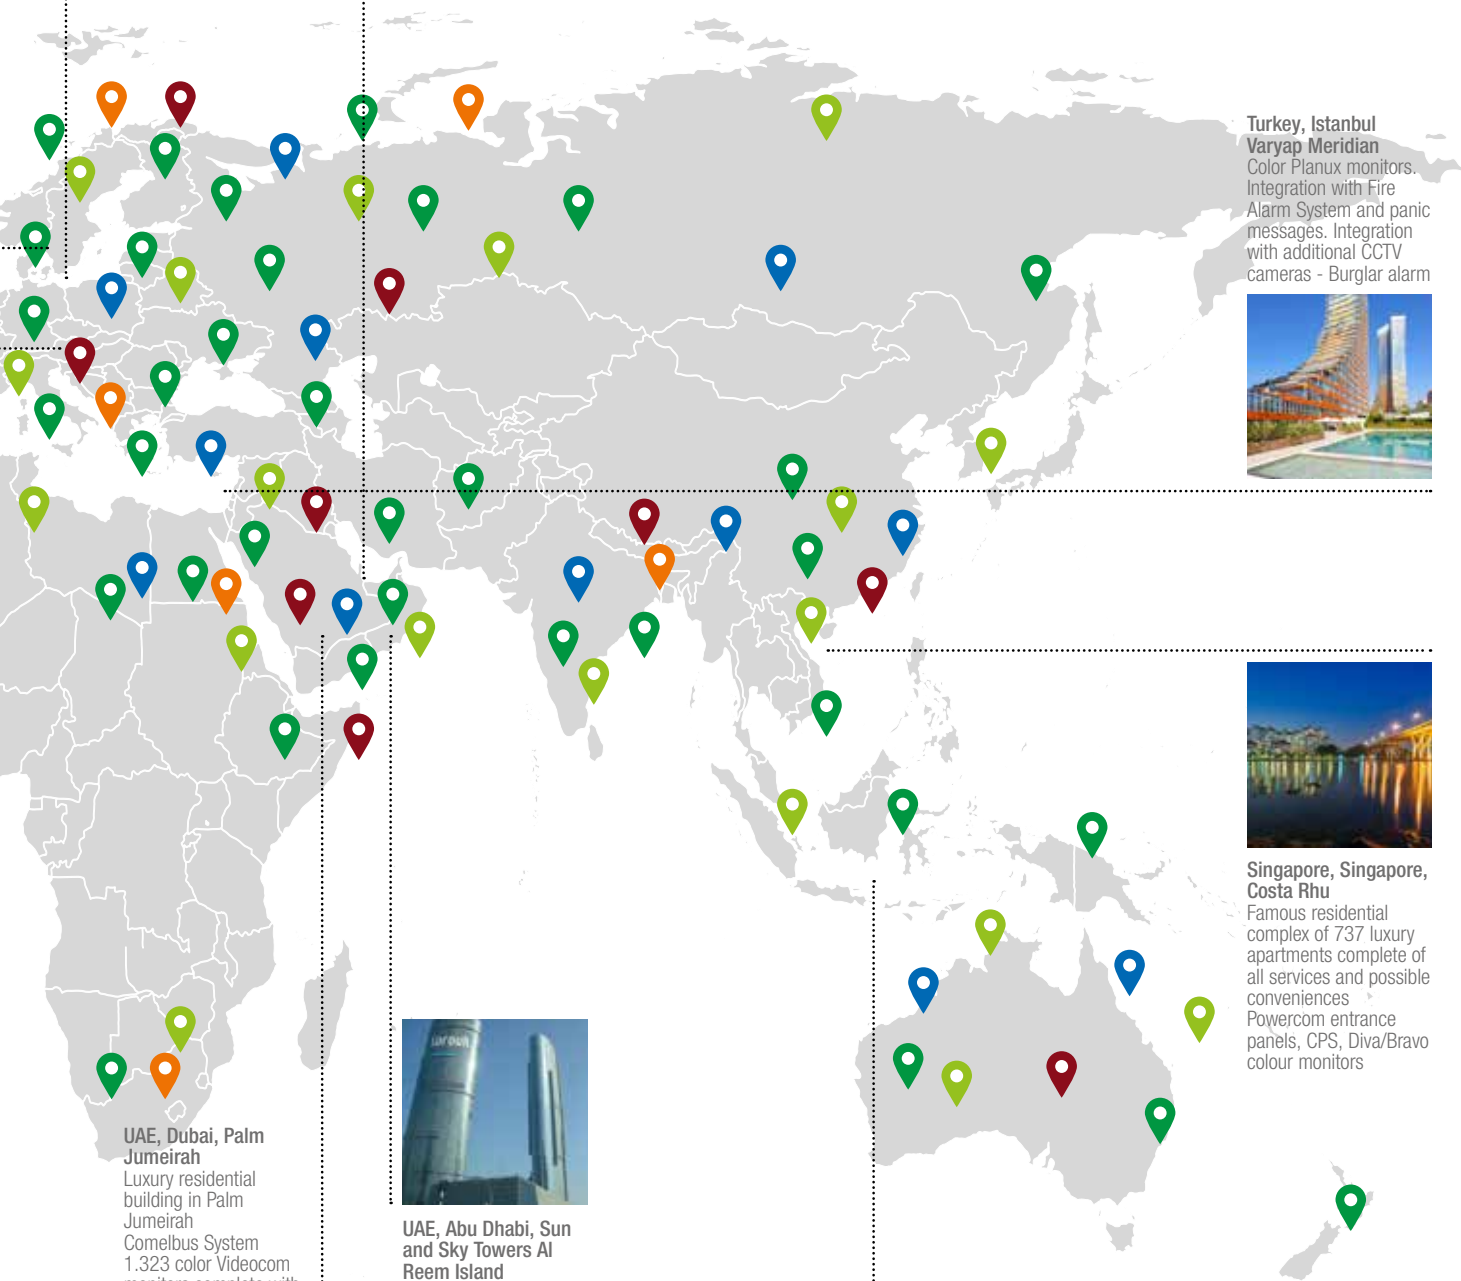 Turkey, Istanbul
Varyap Meridian
Color Planux monitors.
Integration with Fire
Alarm System and panic
messages. Integration
with additional CCTV
cameras - Burglar alarm
Singapore, Singapore,
Costa Rhu
Famous residential
complex of 737 luxury
apartments complete of
all services and possible
conveniences
Powercom entrance
panels, CPS, Diva/Bravo
colour monitors
UAE, Dubai, Palm
Jumeirah
Luxury residential
building in Palm
Jumeirah
Comelbus System
1.323 color Videocom
monitors complete with
UAE, Abu Dhabi, Sun
and Sky Towers Al
Reem Island